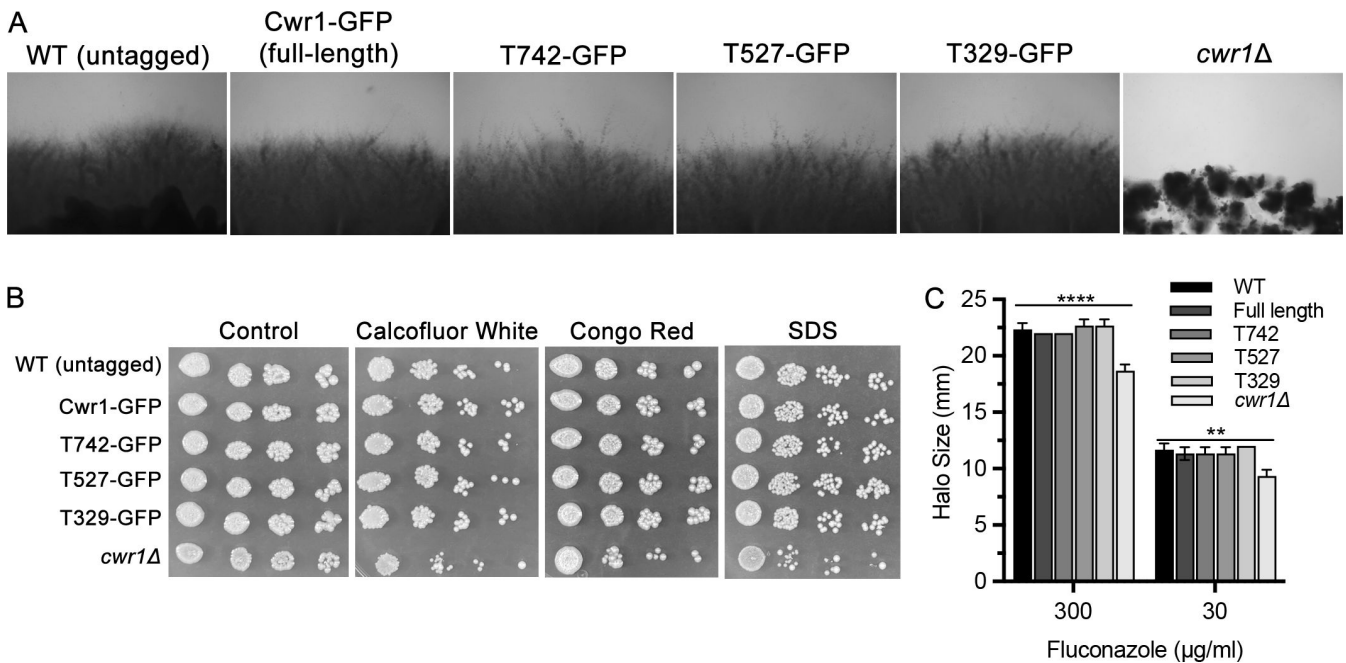 A
WT (untagged)
Cwr1-GFP
(full-length)
T742-GFP
T527-GFP
T329-GFP
cwr1Δ
B
Control
Calcofluor White
Congo Red
SDS
WT (untagged)
Cwr1-GFP
T742-GFP
T527-GFP
T329-GFP
cwr1Δ
C
WT
Full length
T742
T527
T329
cwr1Δ
****
**
25
20
15
10
5
0
Halo Size (mm)
300
30
Fluconazole (µg/ml)